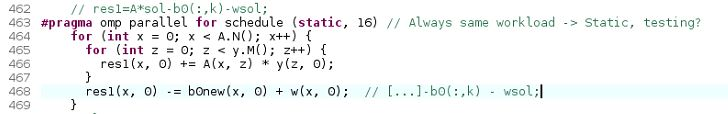 462 // res1=A*sol-b0(:,k)-wsol;
463 #pragma omp parallel for schedule (static, 16) // Always same workload -> Static, testing?
464 for (int x = 0; x < A.N(); x++) {
465 for (int z = 0; z < y.M(); z++) {
466 res1(x, 0) += A(x, z) * y(z, 0);
467 }
468 res1(x, 0) -= b0new(x, 0) + w(x, 0); // [...]-b0(:,k) - wsol;
469 }